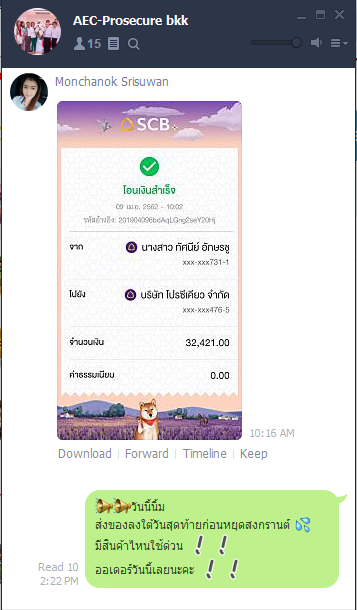 AEC-Prosecure bkk
15
Monchanok Srisuwan
SCB
โอนเงินสำเร็จ
09 เม.ย. 2562 - 10:02
รหัสอ้างอิง: 201904096bdAqLGng2seY20Hj
จาก
นางสาว ทัศนีย์ อักษรชู
xxx-xxx731-1
ไปยัง
บริษัท โปรซีเคียว จำกัด
xxx-xxx476-5
จำนวนเงิน
32,421.00
ค่าธรรมเนียม
0.00
10:16 AM
Download
Forward
Timeline
Keep
วันนี้นี้ม
ส่งของลงใต้วันสุดท้ายก่อนหยุดสงกรานต์
มีสินค้าไหนใช้ด่วน
ออเดอร์วันนี้เลยนะคะ
Read 10
2:22 PM